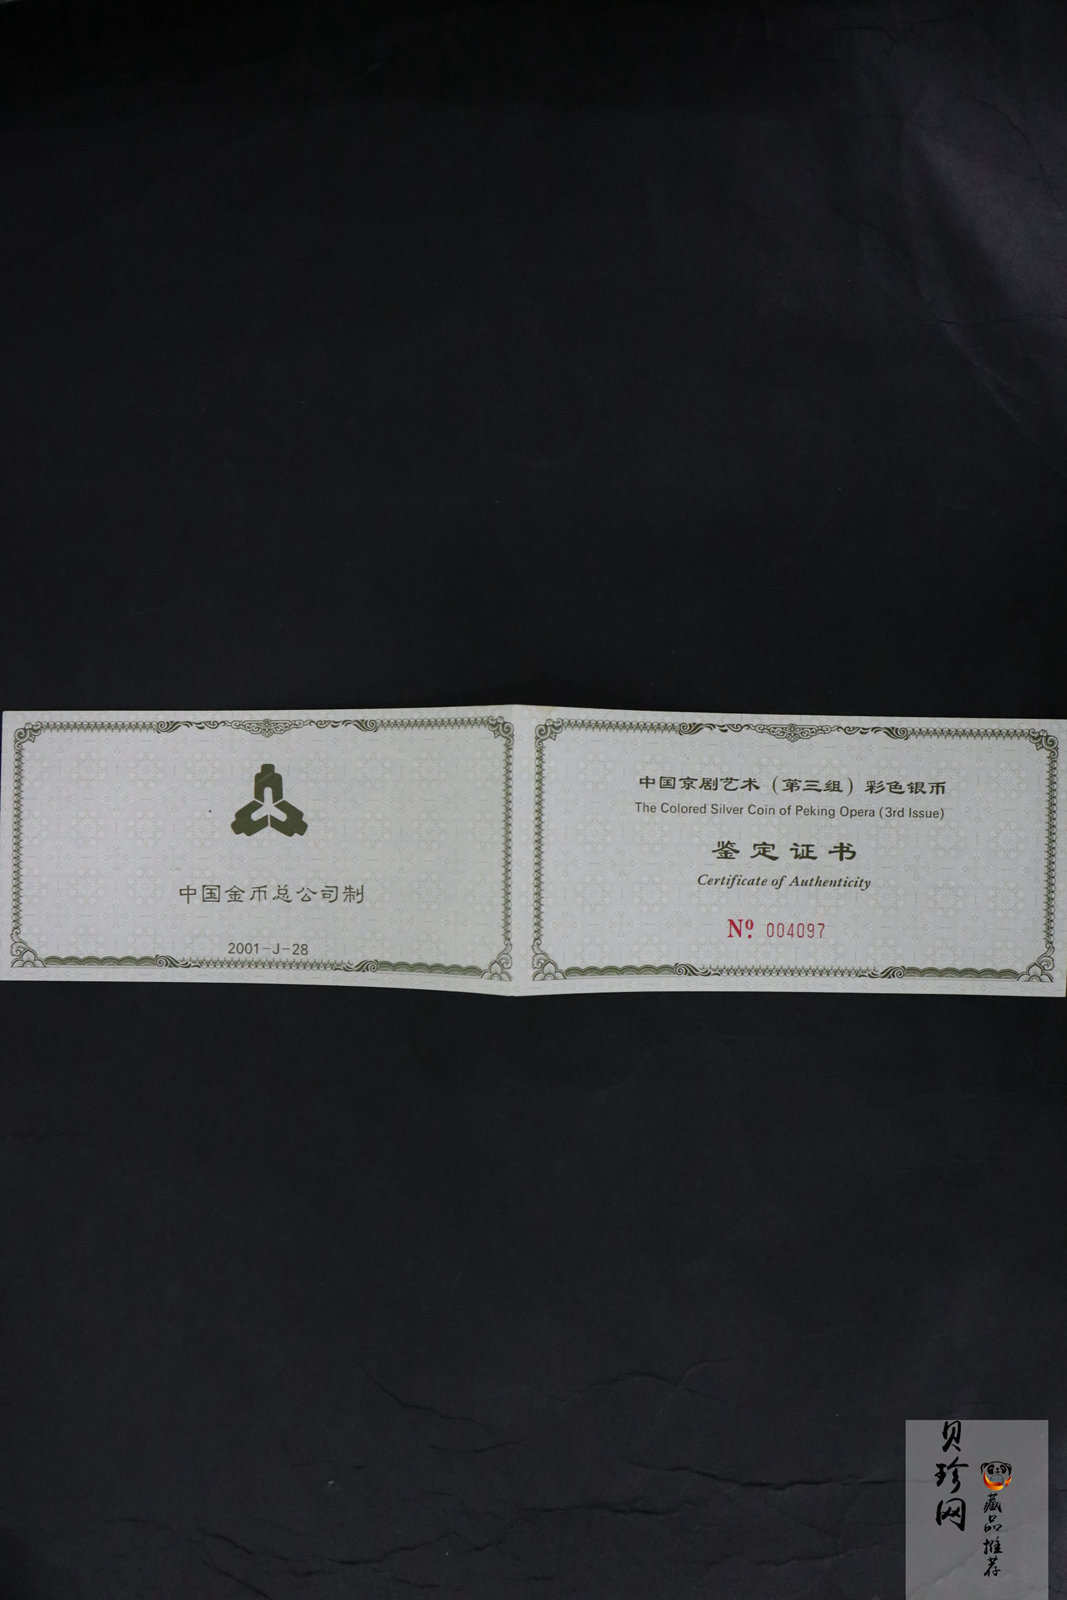 中国金币总公司制
2001-J-28
中国京剧艺术（第三组）彩色银币
The Colored Silver Coin of Peking Opera (3rd Issue)
鉴定证书
Certificate of Authenticity
Nº 004097
贝珍网
藏品推荐